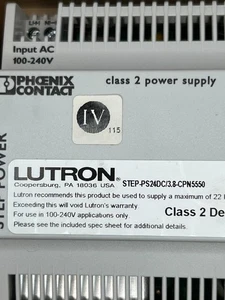 Input AC
100-240V
PHOENIX
CONTACT
class 2 power supply
IV
115
STEP POWER
LUTRON
Coopersburg, PA 18036 USA
STEP-PS24DC/3.8-CPN5550
Lutron recommends this product be used to supply a maximum of 22
Exceeding this will void Lutron's warranty.
For use in 100-240V applications only.
Class 2 De
Please see the included spec sheet for additional details.